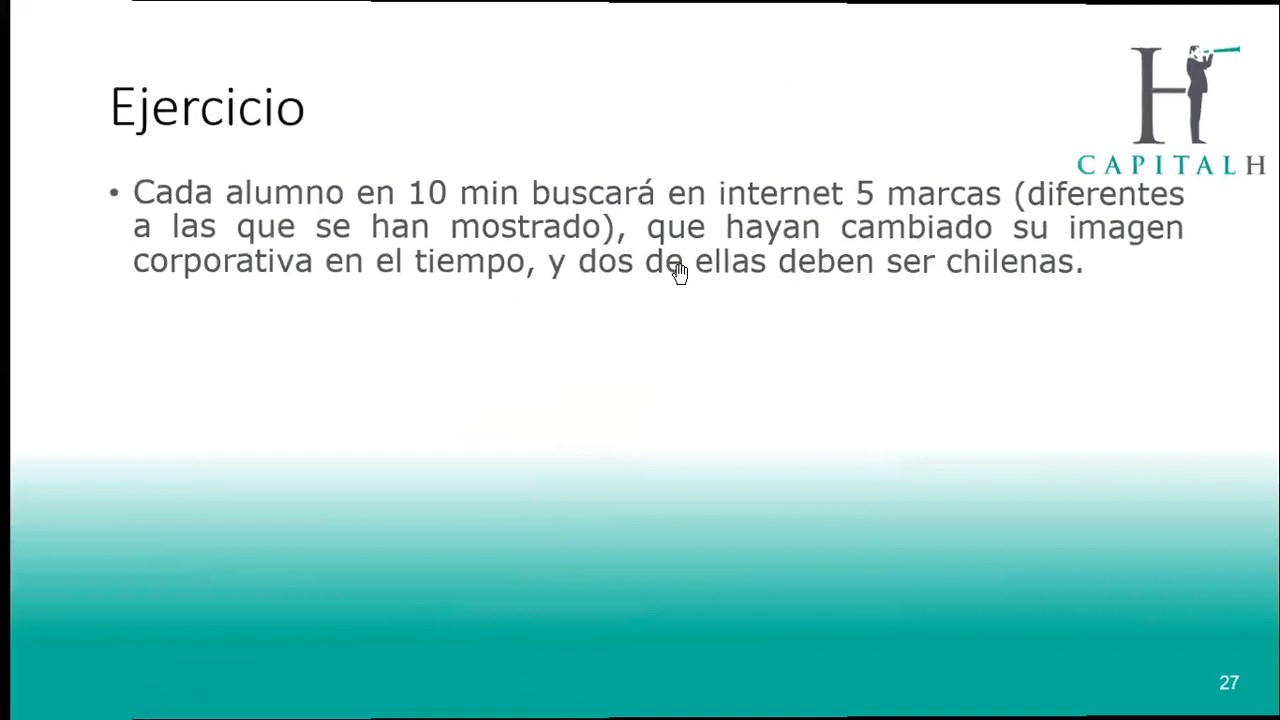 Ejercicio
CAPITALH
• Cada alumno en 10 min buscará en internet 5 marcas (diferentes
a las que se han mostrado), que hayan cambiado su imagen
corporativa en el tiempo, y dos de ellas deben ser chilenas.
27